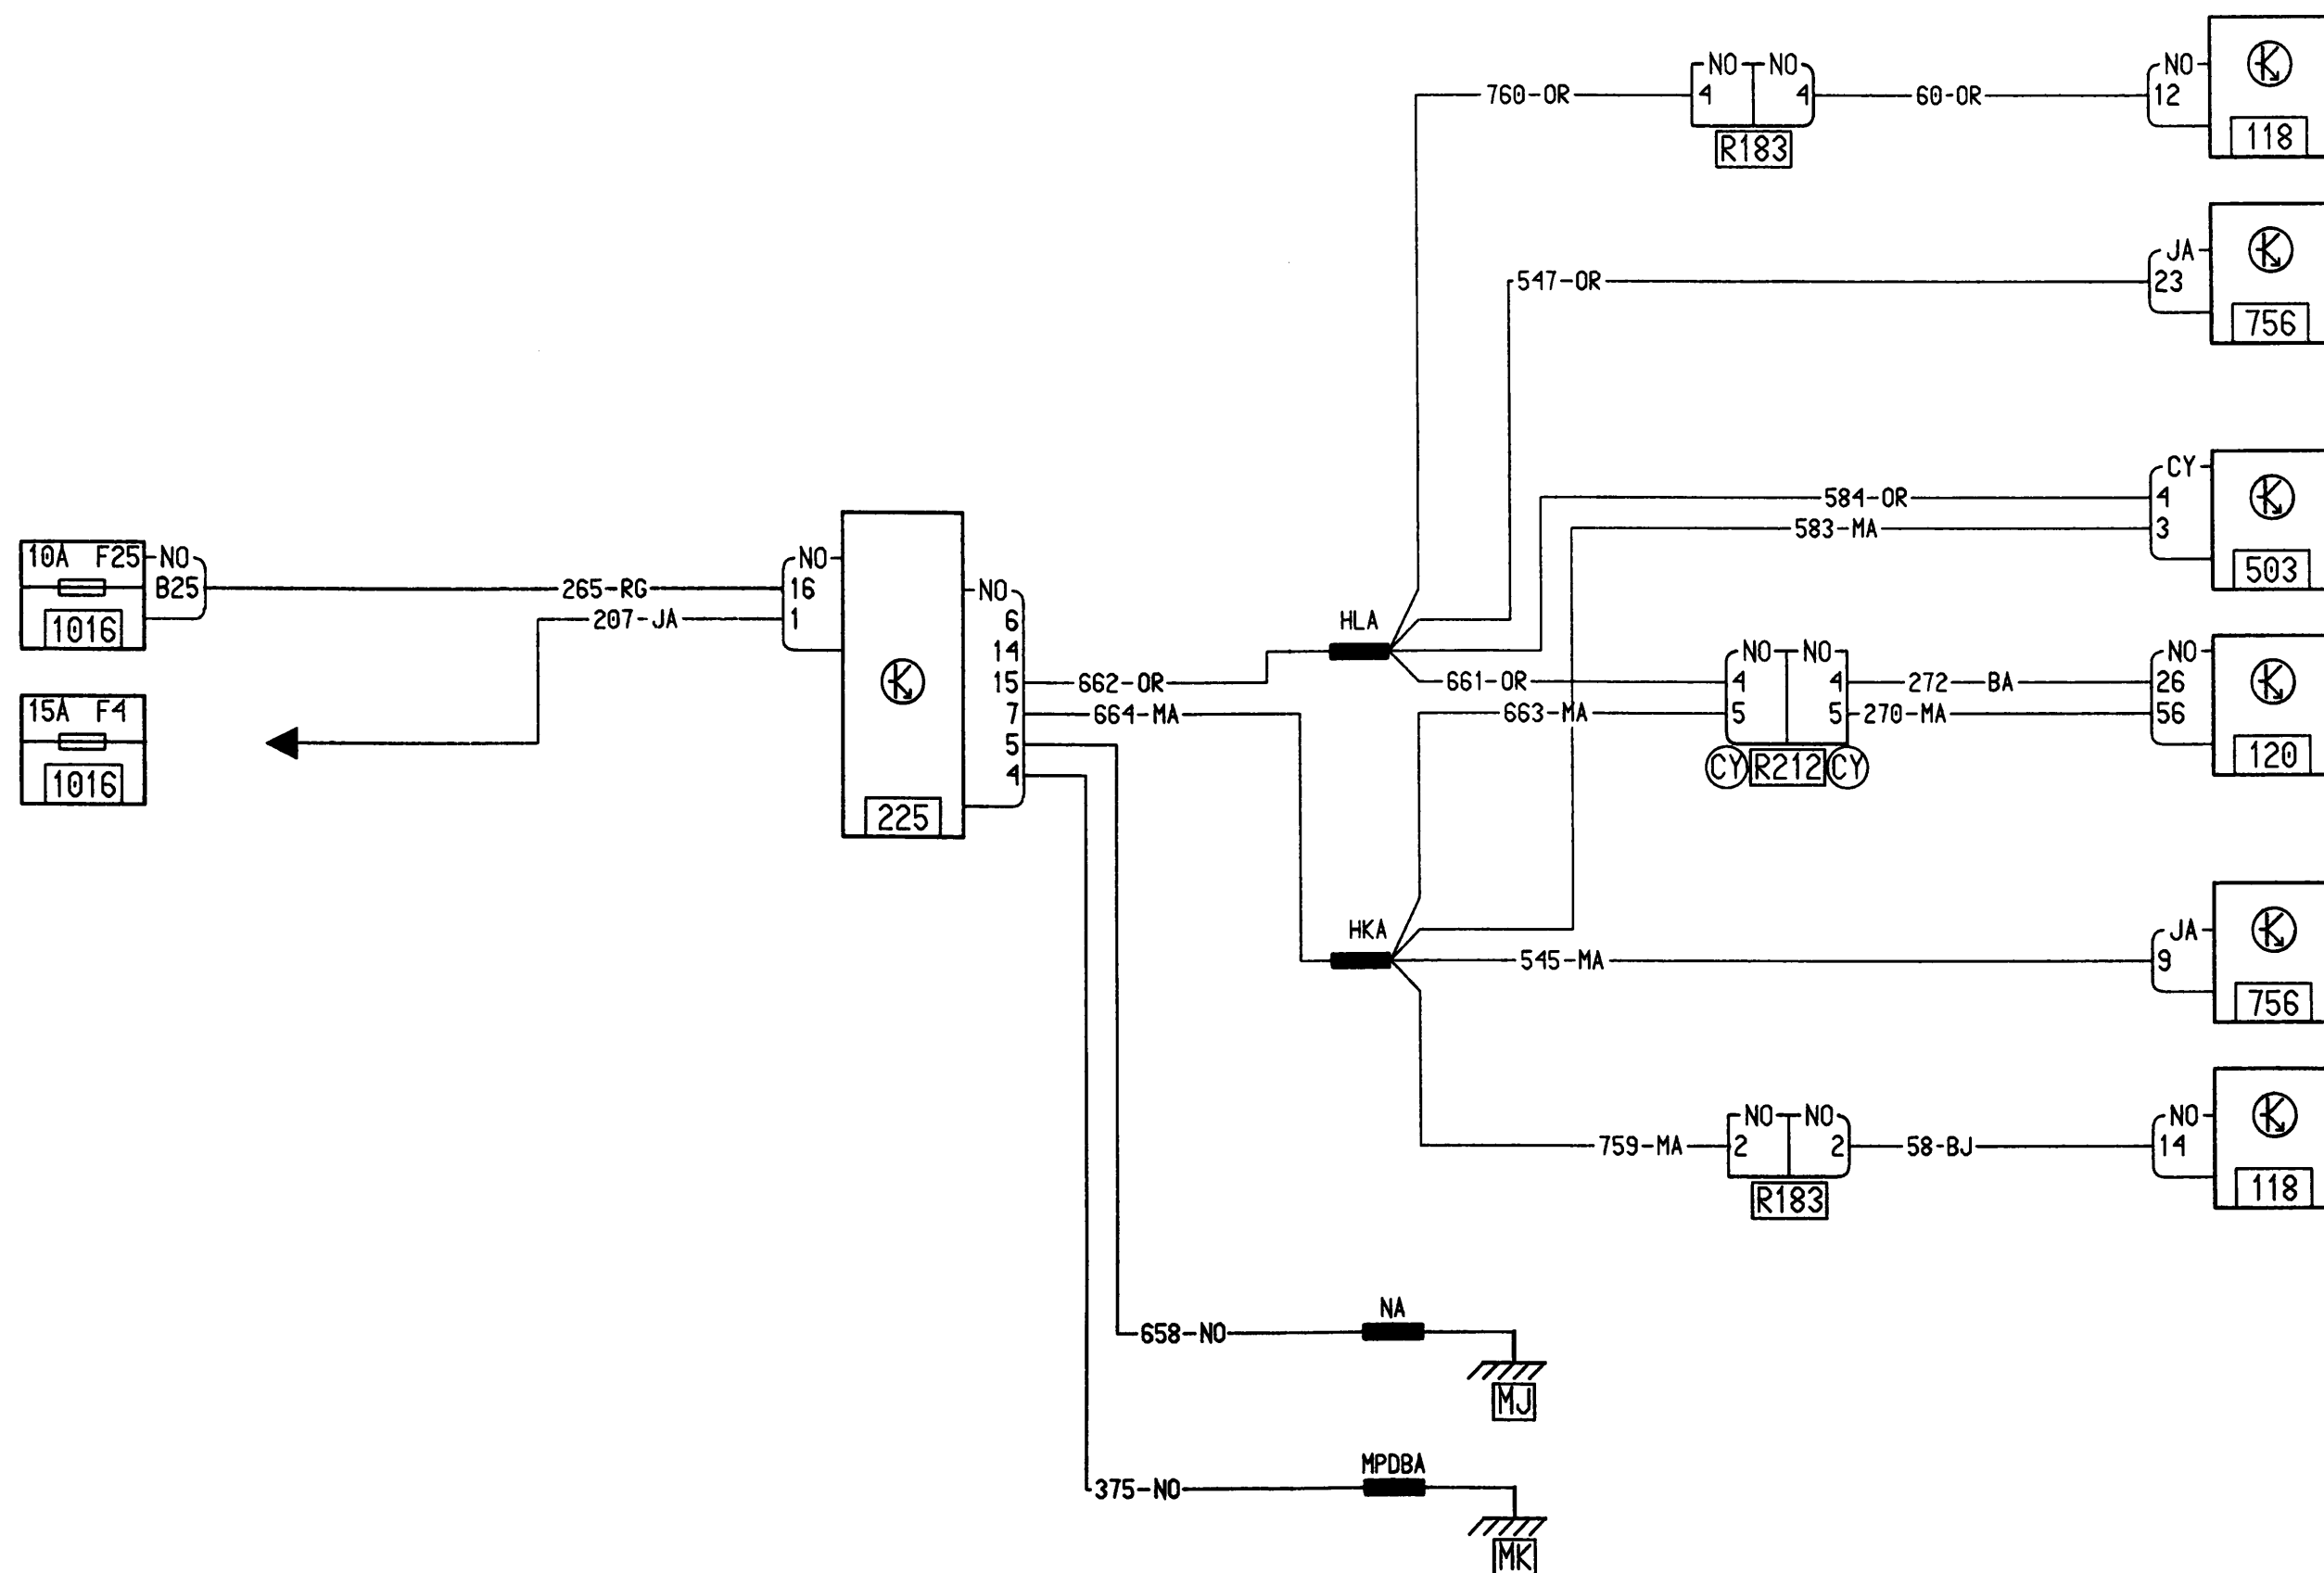 NO NO
760-OR 4 4 60-OR
R183
NO
12
118
547-OR
JA
23
756
584-OR
583-MA
CY
4
3
503
10A F25 NO
B25
1016
265-RG
207-JA
NO
16
1
15A F4
1016
225
NO
6
14
15
7
5
4
662-OR
664-MA
HLA
661-OR
663-MA
NO NO
4 4
5 5
CY R212 CY
272-BA
270-MA
NO
26
56
120
HKA
545-MA
JA
9
756
759-MA
NO NO
2 2
R183
58-BJ
NO
14
118
658-NO
NA
MJ
375-NO
MPDBA
MK